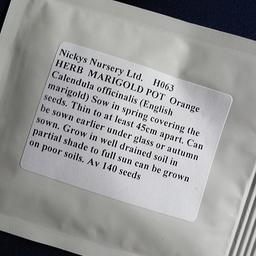 Nickys Nursery Ltd. H063
HERB MARIGOLD POT Orange
Calendula officinalis (English
marigold) Sow in spring covering the
seeds. Thin to at least 45cm apart. Can
be sown earlier under glass or autumn
sown. Grow in well drained soil in
partial shade to full sun can be grown
on poor soils. Av 140 seeds